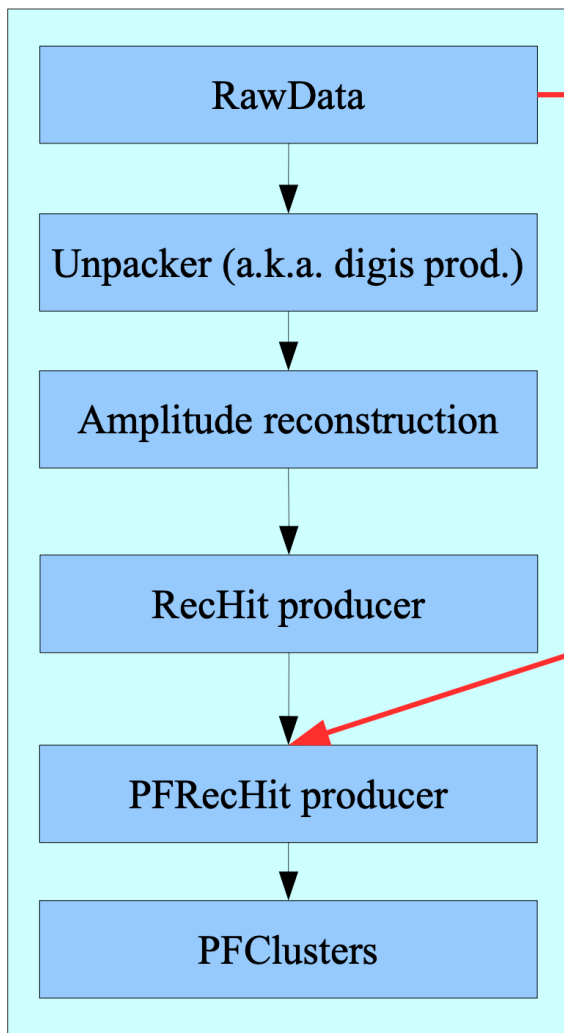 RawData
Unpacker (a.k.a. digis prod.)
Amplitude reconstruction
RecHit producer
PFRecHit producer
PFClusters